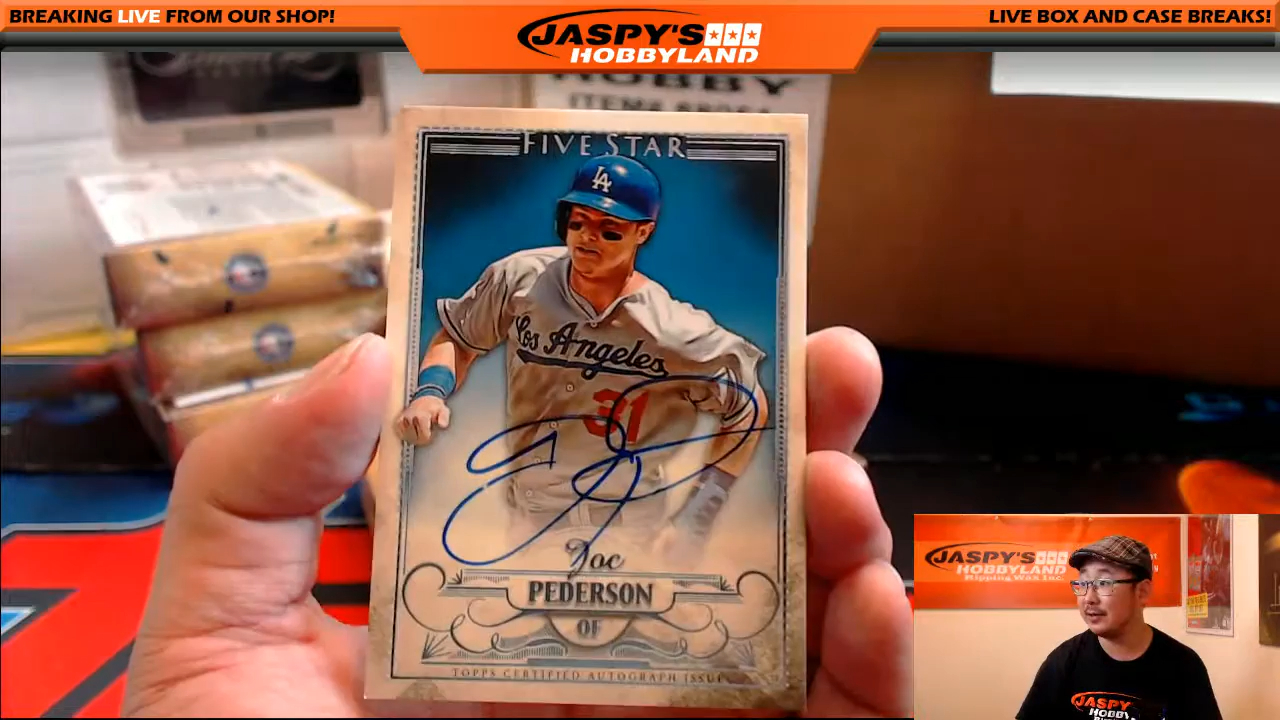 BREAKING LIVE FROM OUR SHOP!
JASPY'S
HOBBYLAND
LIVE BOX AND CASE BREAKS!
HOBBY
FIVE STAR
LA
Los Angeles
31
Joc
PEDERSON
OF
TOPPS CERTIFIED AUTOGRAPH ISSUE
JASPY'S
HOBBYLAND
Ripping Wax Inc.
JASPY'S
HOBBY